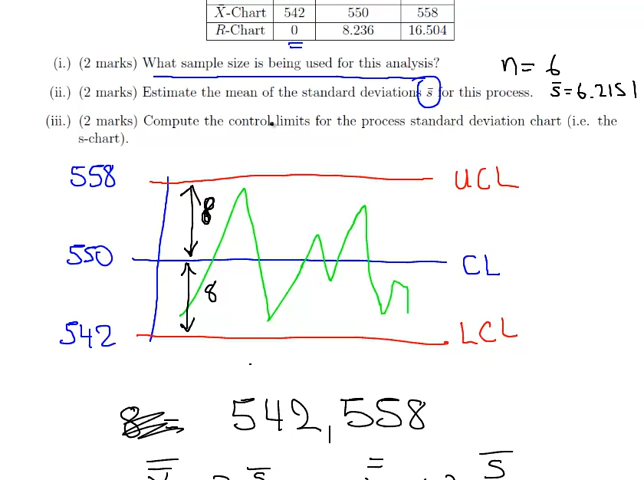 X̄-Chart 542 550 558
R-Chart 0 8.236 16.504
(i.) (2 marks) What sample size is being used for this analysis?
n = 6
(ii.) (2 marks) Estimate the mean of the standard deviations s̄ for this process.
s̄ = 6.2151
(iii.) (2 marks) Compute the control limits for the process standard deviation chart (i.e. the
s-chart).
558 UCL
8
550 CL
8
542 LCL
542, 558